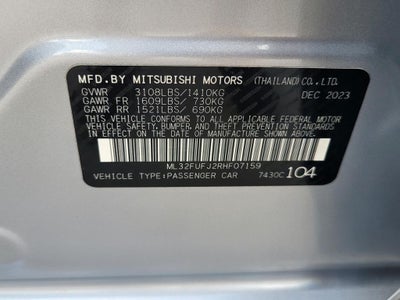 MFD.BY MITSUBISHI MOTORS (THAILAND) CO., LTD.
GVWR 3108LBS/1410KG DEC 2023
GAWR FR 1609LBS/ 730KG
GAWR RR 1521LBS/ 690KG
THIS VEHICLE CONFORMS TO ALL APPLICABLE FEDERAL MOTOR
VEHICLE SAFETY, BUMPER, AND THEFT PREVENTION STANDARDS
IN EFFECT ON THE DATE OF MANUFACTURE SHOWN ABOVE.
ML32FUFJ2RHF07159
VEHICLE TYPE:PASSENGER CAR 7430C 104